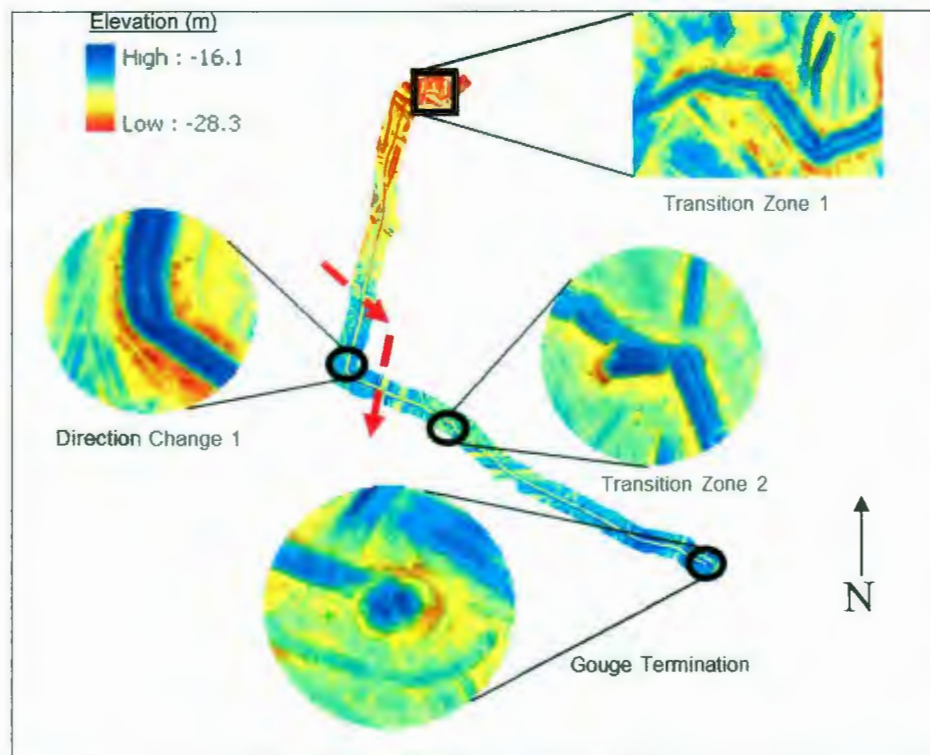 Elevation (m)
High : -16.1
Low : -28.3
Transition Zone 1
Direction Change 1
Transition Zone 2
N
Gouge Termination